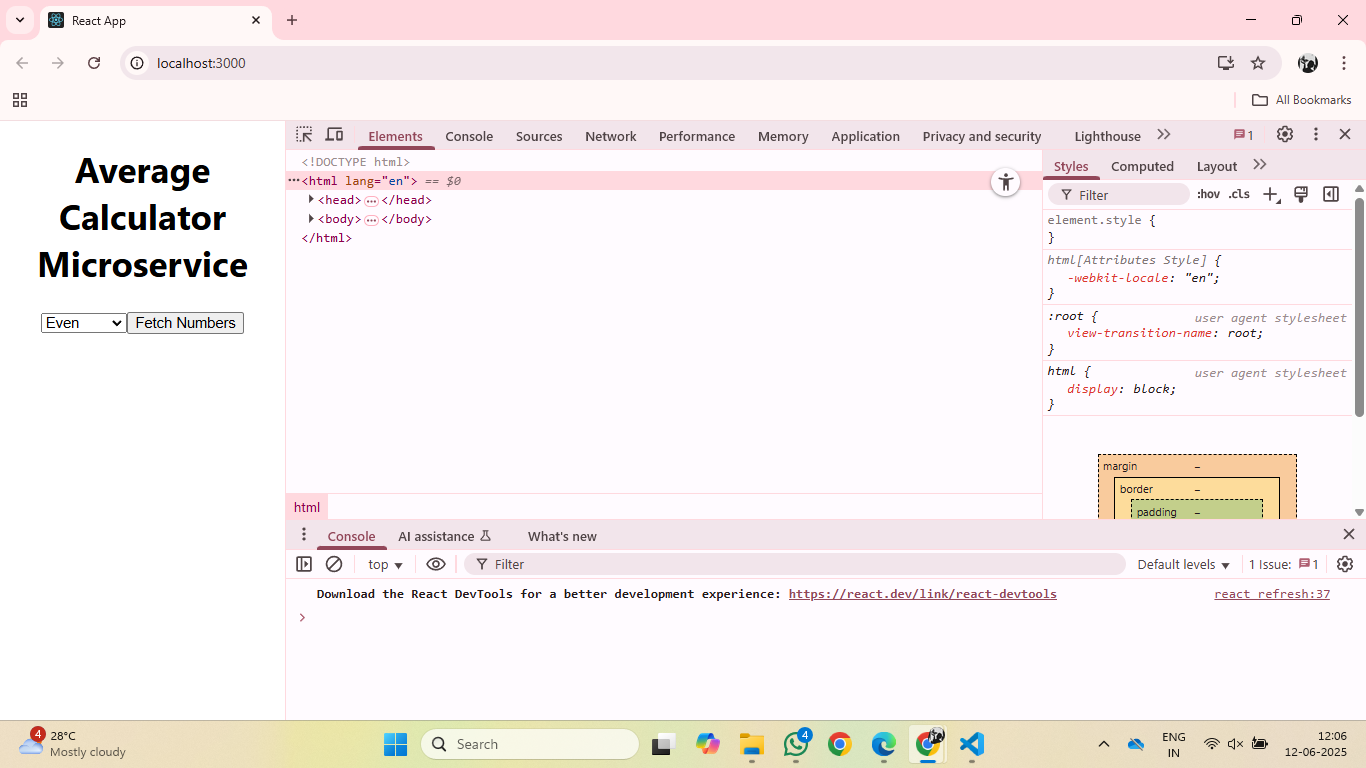 React App
localhost:3000
All Bookmarks
Average
Calculator
Microservice
Even
Fetch Numbers
Elements Console Sources Network Performance Memory Application Privacy and security Lighthouse 1
<!DOCTYPE html>
<html lang="en"> == $0
<head> </head>
<body> </body>
</html>
html
Styles Computed Layout
Filter :hov .cls
element.style {
}
html[Attributes Style] {
-webkit-locale: "en";
}
:root { user agent stylesheet
view-transition-name: root;
}
html { user agent stylesheet
display: block;
}
margin –
border –
padding –
Console AI assistance What's new
top Filter Default levels 1 Issue: 1
Download the React DevTools for a better development experience: https://react.dev/link/react-devtools react refresh:37
4 28°C
Mostly cloudy
Search
4
ENG
IN
12:06
12-06-2025